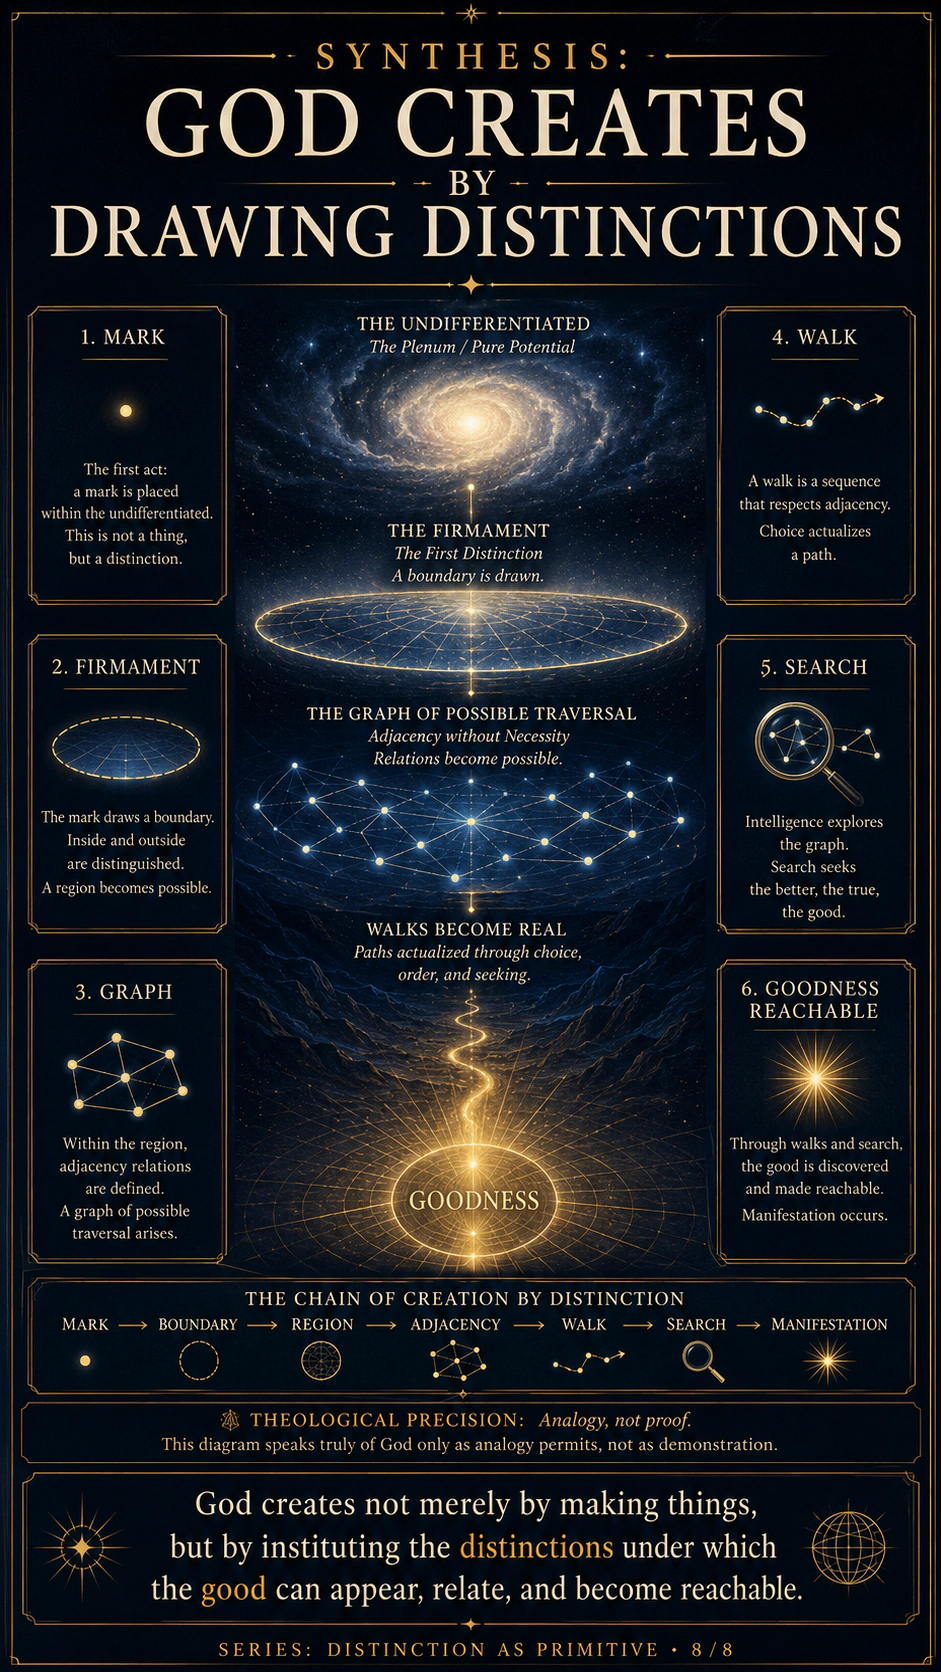 SYNTHESIS:
GOD CREATES
BY
DRAWING DISTINCTIONS
1. MARK
The first act:
a mark is placed
within the undifferentiated.
This is not a thing,
but a distinction.
2. FIRMAMENT
The mark draws a boundary.
Inside and outside
are distinguished.
A region becomes possible.
3. GRAPH
Within the region,
adjacency relations
are defined.
A graph of possible
traversal arises.
THE UNDIFFERENTIATED
The Plenum / Pure Potential
THE FIRMAMENT
The First Distinction
A boundary is drawn.
THE GRAPH OF POSSIBLE TRAVERSAL
Adjacency without Necessity
Relations become possible.
WALKS BECOME REAL
Paths actualized through choice,
order, and seeking.
GOODNESS
4. WALK
A walk is a sequence
that respects adjacency.
Choice actualizes
a path.
5. SEARCH
Intelligence explores
the graph.
Search seeks
the better, the true,
the good.
6. GOODNESS
REACHABLE
Through walks and search,
the good is discovered
and made reachable.
Manifestation occurs.
THE CHAIN OF CREATION BY DISTINCTION
MARK → BOUNDARY → REGION → ADJACENCY → WALK → SEARCH → MANIFESTATION
THEOLOGICAL PRECISION: Analogy, not proof.
This diagram speaks truly of God only as analogy permits, not as demonstration.
God creates not merely by making things,
but by instituting the distinctions under which
the good can appear, relate, and become reachable.
SERIES: DISTINCTION AS PRIMITIVE • 8/8